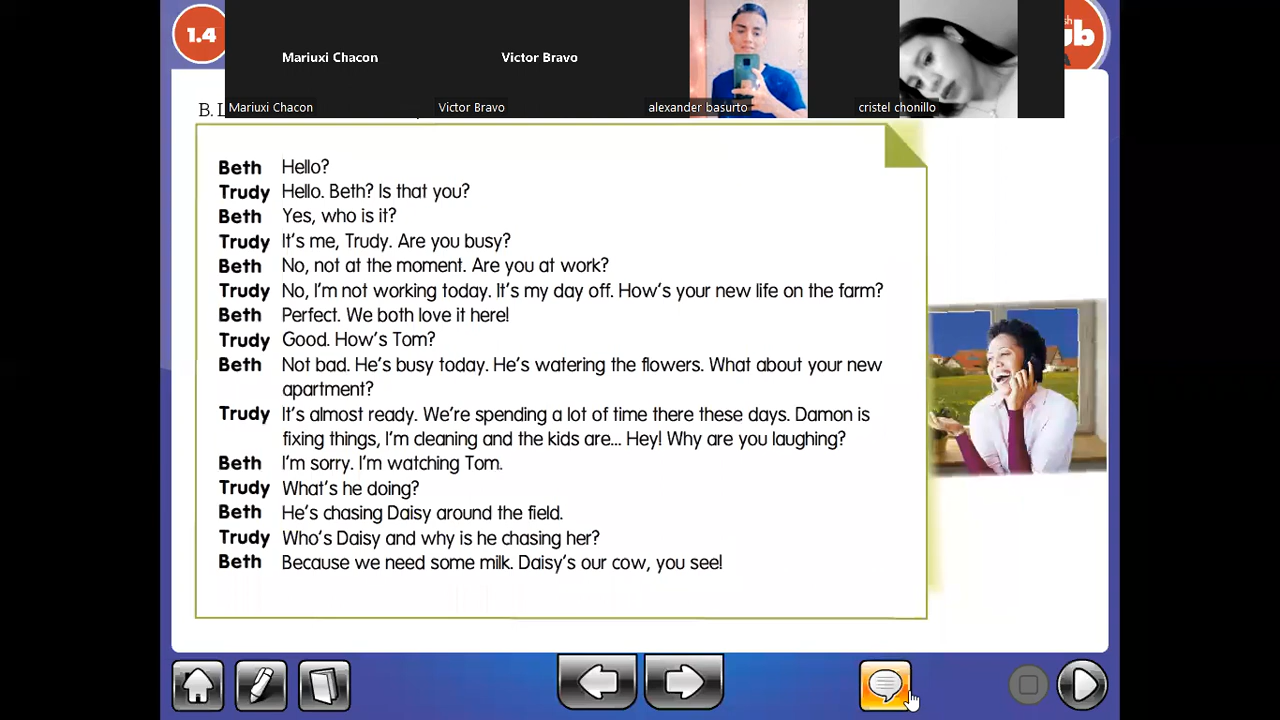 1.4
Mariuxi Chacon
Victor Bravo
Mariuxi Chacon
Victor Bravo
alexander basurto
cristel chonillo
B.
Beth Hello?
Trudy Hello. Beth? Is that you?
Beth Yes, who is it?
Trudy It's me, Trudy. Are you busy?
Beth No, not at the moment. Are you at work?
Trudy No, I'm not working today. It's my day off. How's your new life on the farm?
Beth Perfect. We both love it here!
Trudy Good. How's Tom?
Beth Not bad. He's busy today. He's watering the flowers. What about your new
apartment?
Trudy It's almost ready. We're spending a lot of time there these days. Damon is
fixing things, I'm cleaning and the kids are... Hey! Why are you laughing?
Beth I'm sorry. I'm watching Tom.
Trudy What's he doing?
Beth He's chasing Daisy around the field.
Trudy Who's Daisy and why is he chasing her?
Beth Because we need some milk. Daisy's our cow, you see!